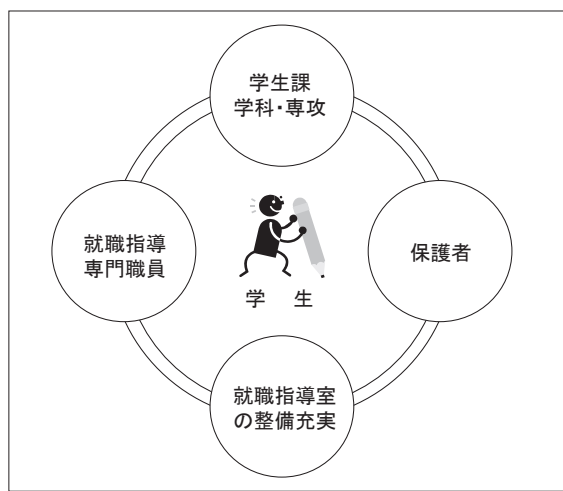 学生課
学科・専攻
就職指導
専門職員
保護者
学　生
就職指導室
の整備充実